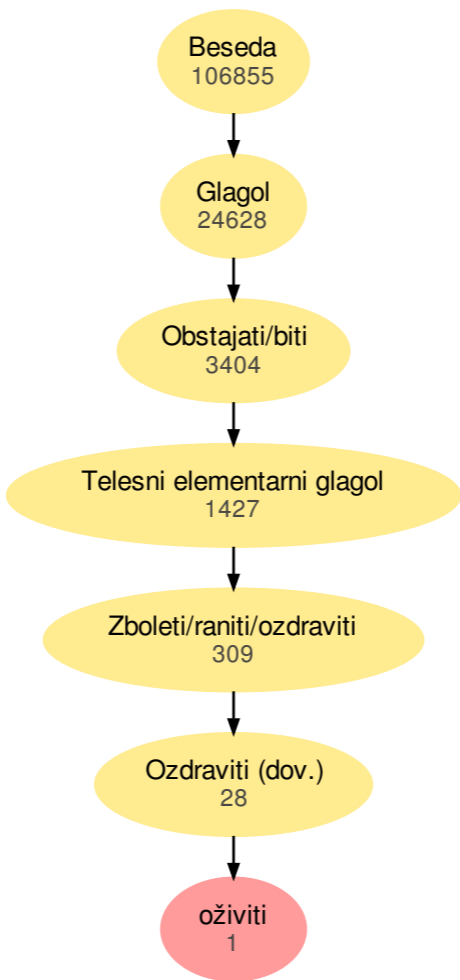 Beseda
106855
Glagol
24628
Obstajati/biti
3404
Telesni elementarni glagol
1427
Zboleti/raniti/ozdraviti
309
Ozdraviti (dov.)
28
oživiti
1